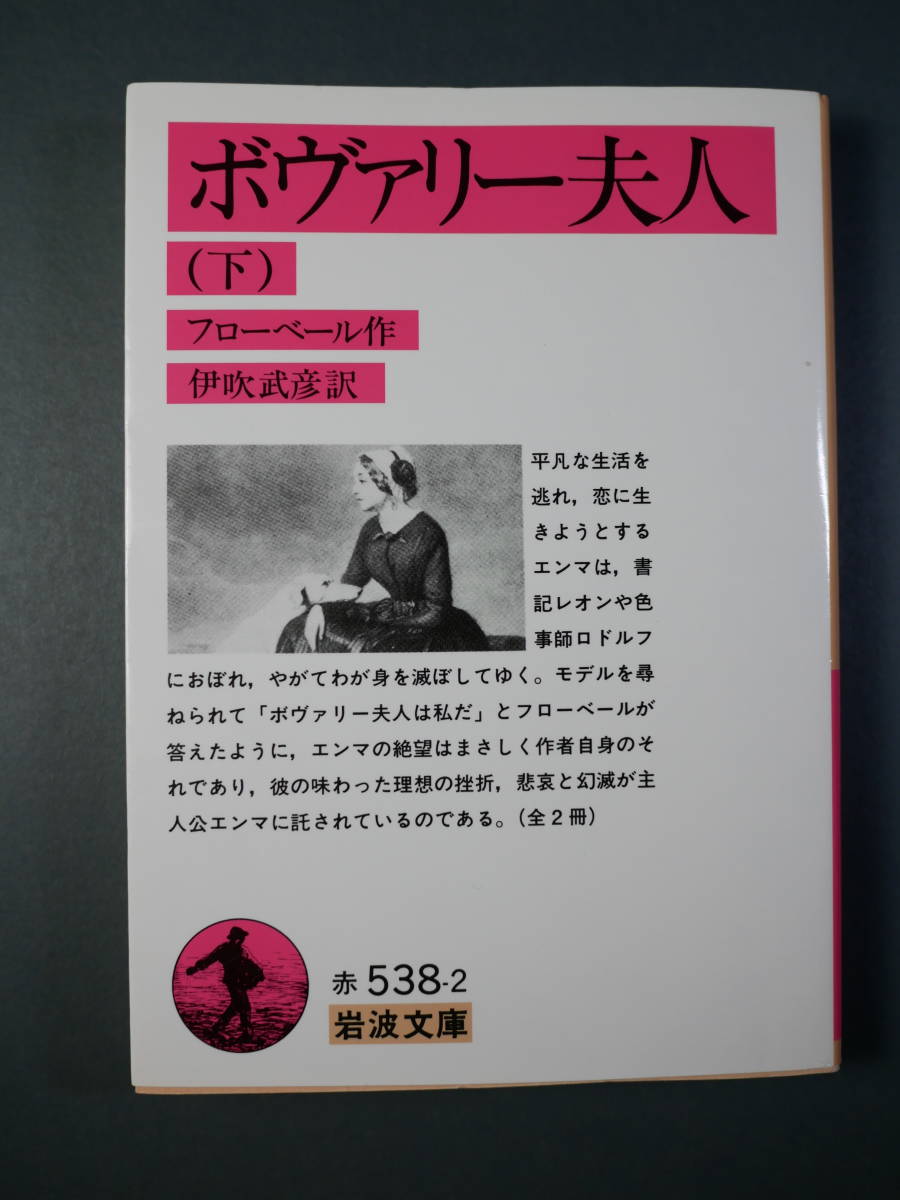 ボヴァリー夫人
(下)
フローベール作
伊吹武彦訳
平凡な生活を
逃れ，恋に生
きようとする
エンマは，書
記レオンや色
事師ロドルフ
におぼれ，やがてわが身を滅ぼしてゆく。モデルを尋
ねられて「ボヴァリー夫人は私だ」とフローベールが
答えたように，エンマの絶望はまさしく作者自身のそ
れであり，彼の味わった理想の挫折，悲哀と幻滅が主
人公エンマに託されているのである。(全2冊)
赤 538-2
岩波文庫